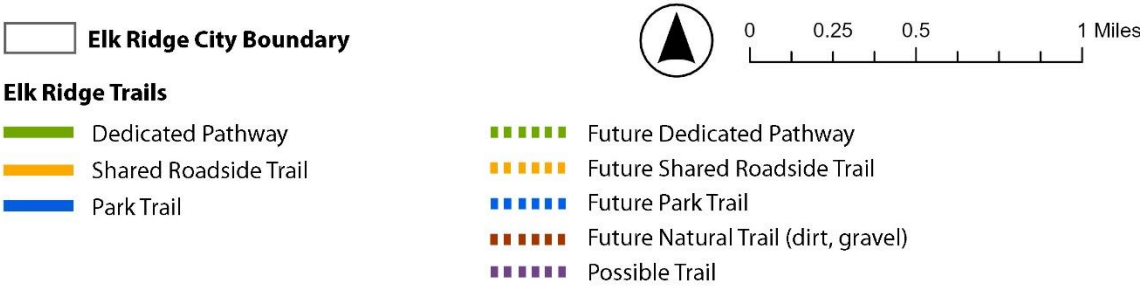 Elk Ridge City Boundary
0 0.25 0.5 1 Miles
Elk Ridge Trails
Dedicated Pathway
Shared Roadside Trail
Park Trail
Future Dedicated Pathway
Future Shared Roadside Trail
Future Park Trail
Future Natural Trail (dirt, gravel)
Possible Trail